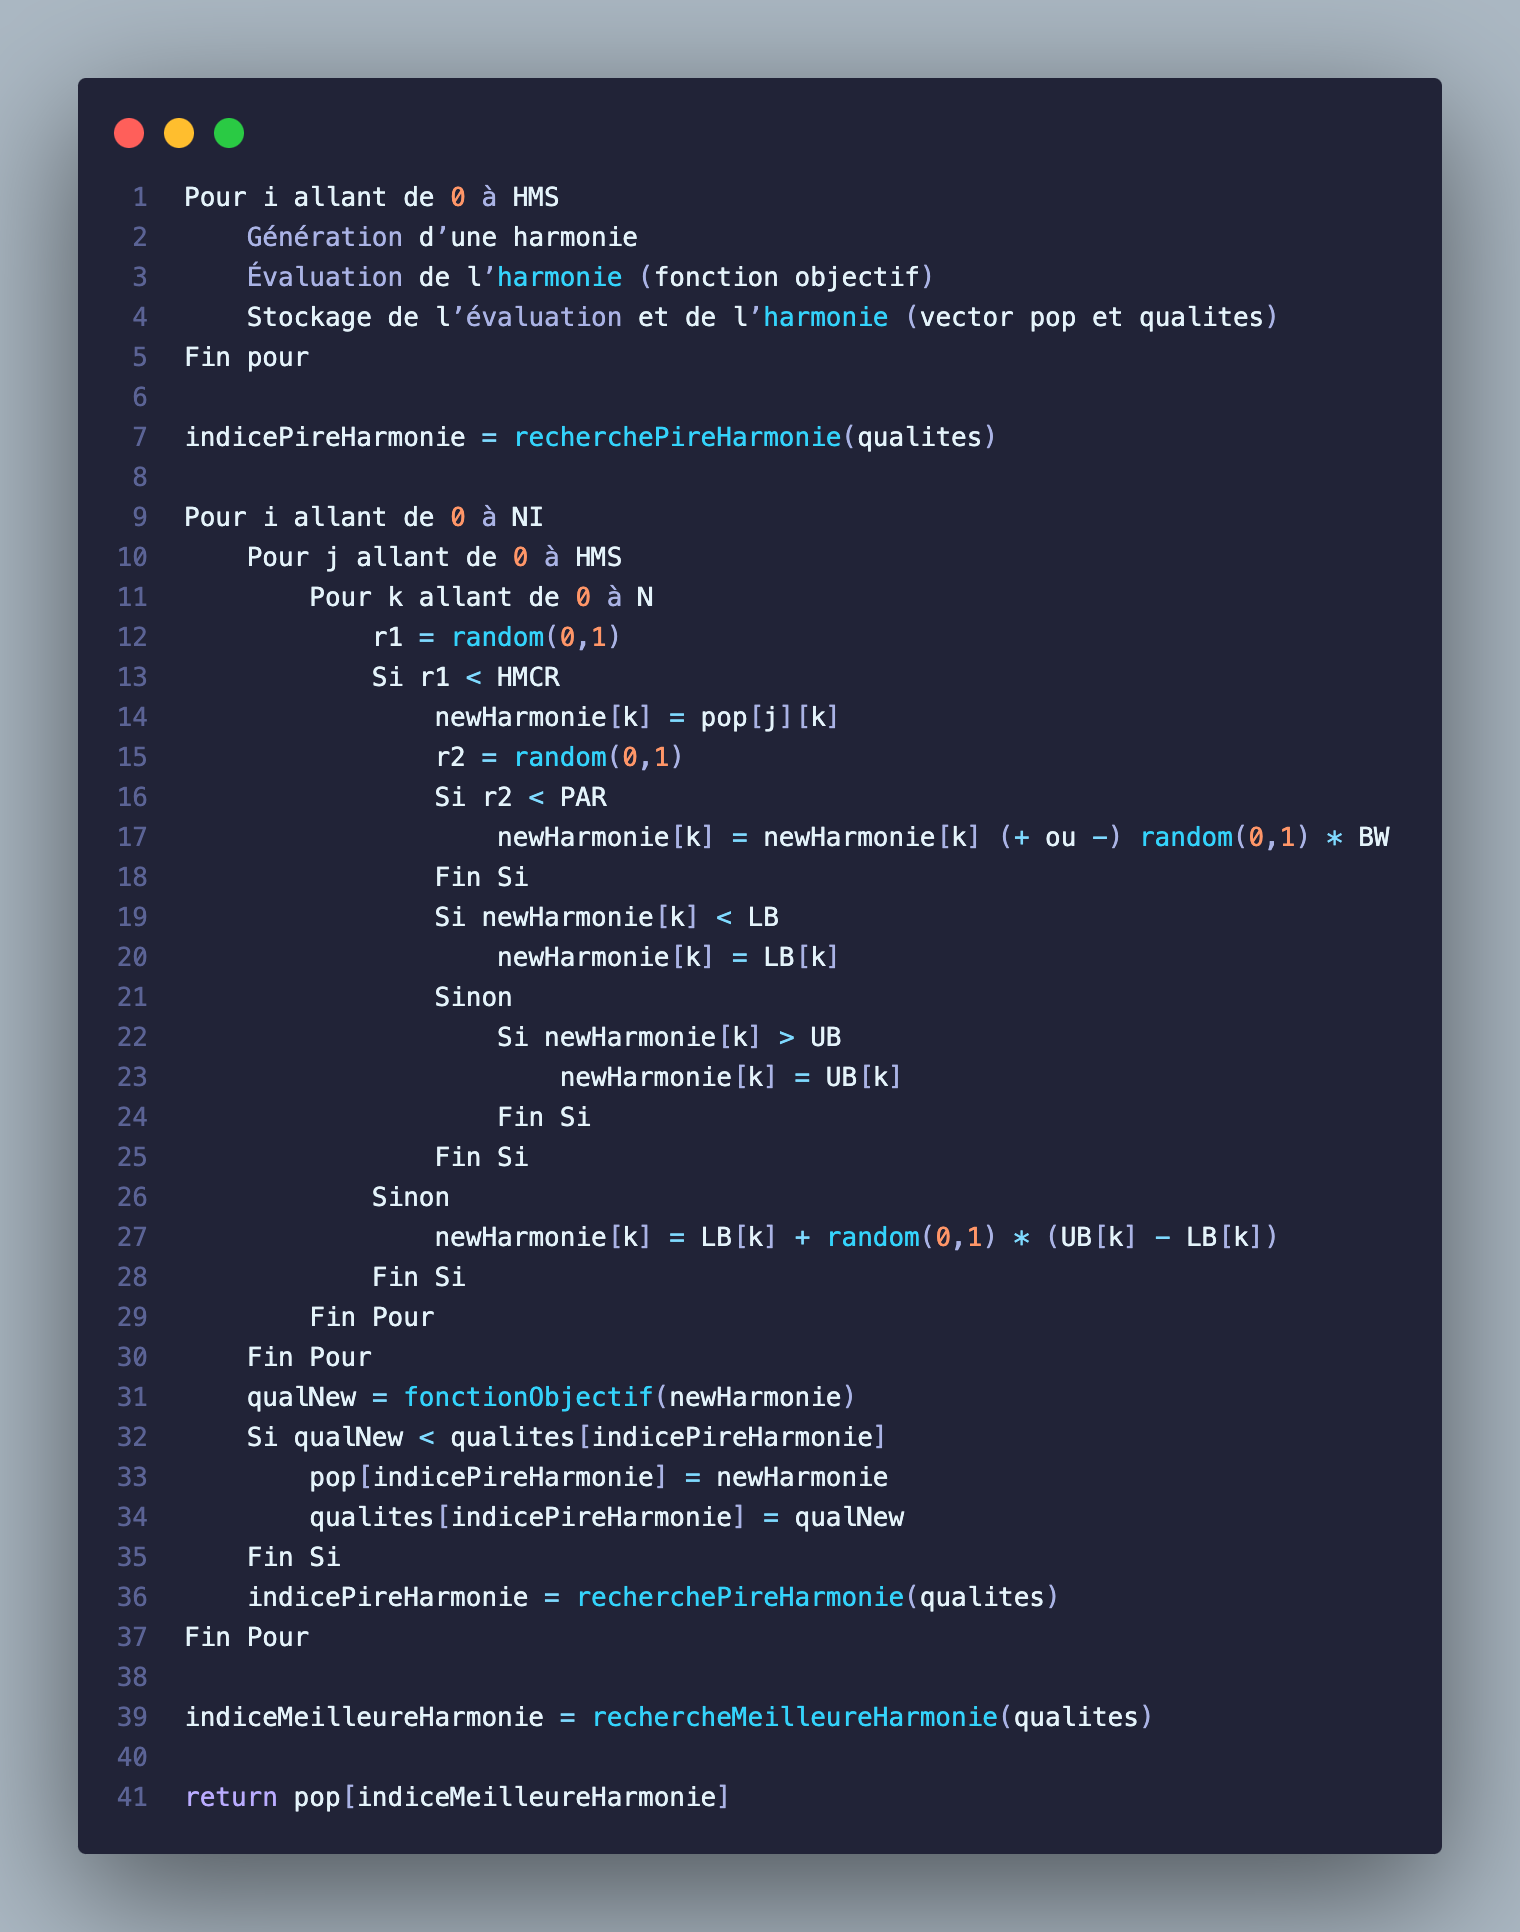 1 Pour i allant de 0 à HMS
2     Génération d’une harmonie
3     Évaluation de l’harmonie (fonction objectif)
4     Stockage de l’évaluation et de l’harmonie (vector pop et qualites)
5 Fin pour
6
7 indicePireHarmonie = recherchePireHarmonie(qualites)
8
9 Pour i allant de 0 à NI
10     Pour j allant de 0 à HMS
11         Pour k allant de 0 à N
12             r1 = random(0,1)
13             Si r1 < HMCR
14                 newHarmonie[k] = pop[j][k]
15                 r2 = random(0,1)
16                 Si r2 < PAR
17                     newHarmonie[k] = newHarmonie[k] (+ ou -) random(0,1) * BW
18                 Fin Si
19                 Si newHarmonie[k] < LB
20                     newHarmonie[k] = LB[k]
21                 Sinon
22                     Si newHarmonie[k] > UB
23                         newHarmonie[k] = UB[k]
24                     Fin Si
25                 Fin Si
26             Sinon
27                 newHarmonie[k] = LB[k] + random(0,1) * (UB[k] - LB[k])
28             Fin Si
29         Fin Pour
30     Fin Pour
31     qualNew = fonctionObjectif(newHarmonie)
32     Si qualNew < qualites[indicePireHarmonie]
33         pop[indicePireHarmonie] = newHarmonie
34         qualites[indicePireHarmonie] = qualNew
35     Fin Si
36     indicePireHarmonie = recherchePireHarmonie(qualites)
37 Fin Pour
38
39 indiceMeilleureHarmonie = rechercheMeilleureHarmonie(qualites)
40
41 return pop[indiceMeilleureHarmonie]